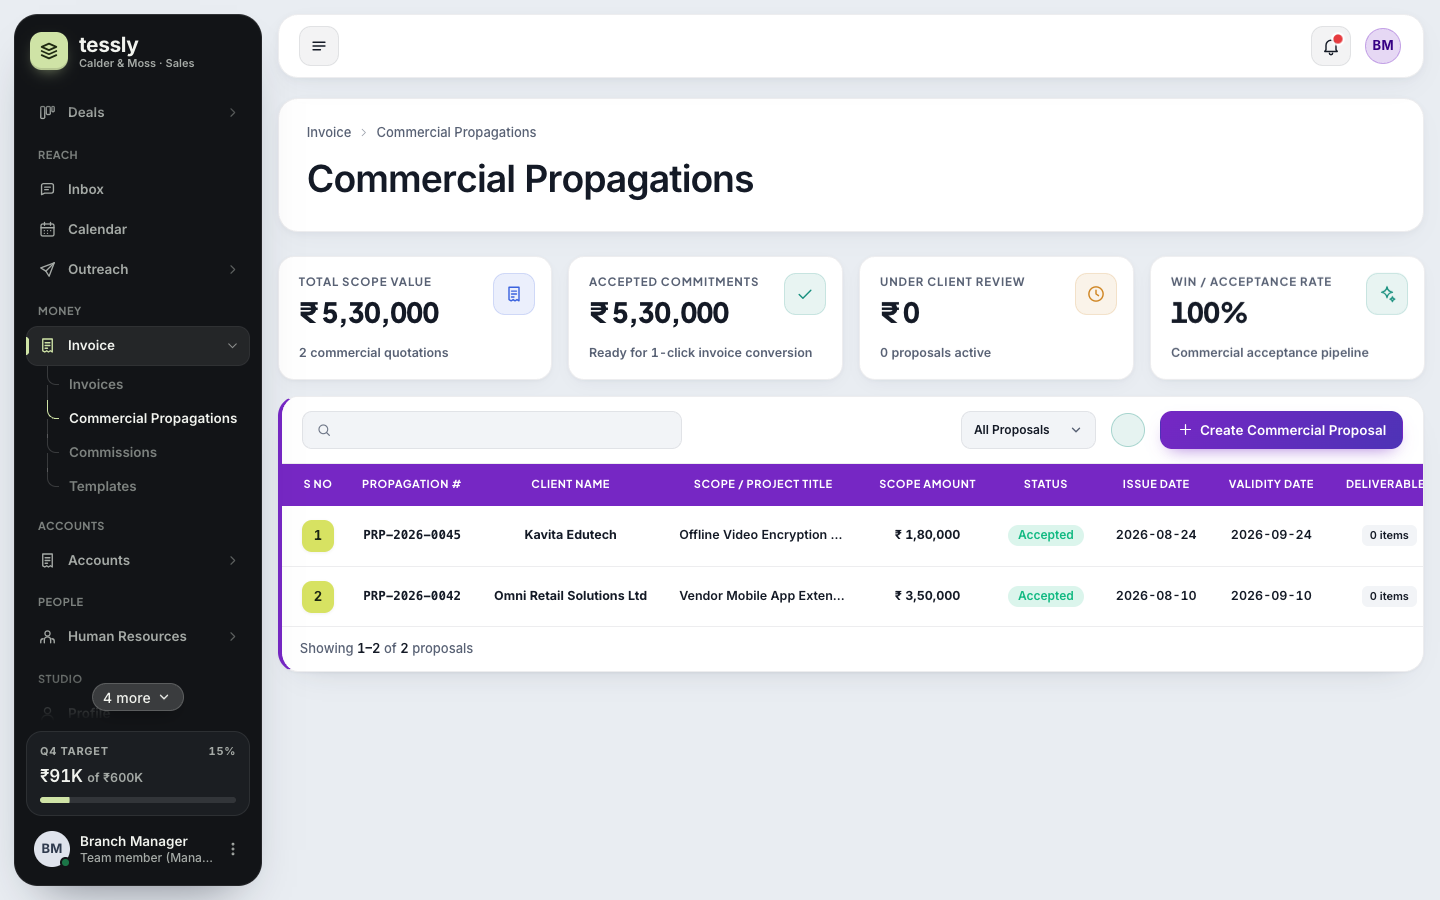 tessly
Calder & Moss · Sales
Deals
REACH
Inbox
Calendar
Outreach
MONEY
Invoice
Invoices
Commercial Propagations
Commissions
Templates
ACCOUNTS
Accounts
PEOPLE
Human Resources
STUDIO
4 more
Profile
Q4 TARGET 15%
₹91K of ₹600K
BM
Branch Manager
Team member (Mana...
BM
Invoice > Commercial Propagations
Commercial Propagations
TOTAL SCOPE VALUE
₹5,30,000
2 commercial quotations
ACCEPTED COMMITMENTS
₹5,30,000
Ready for 1-click invoice conversion
UNDER CLIENT REVIEW
₹0
0 proposals active
WIN / ACCEPTANCE RATE
100%
Commercial acceptance pipeline
All Proposals
+ Create Commercial Proposal
S NO PROPAGATION # CLIENT NAME SCOPE / PROJECT TITLE SCOPE AMOUNT STATUS ISSUE DATE VALIDITY DATE DELIVERABLE
1 PRP-2026-0045 Kavita Edutech Offline Video Encryption ... ₹ 1,80,000 Accepted 2026-08-24 2026-09-24 0 items
2 PRP-2026-0042 Omni Retail Solutions Ltd Vendor Mobile App Exten... ₹ 3,50,000 Accepted 2026-08-10 2026-09-10 0 items
Showing 1–2 of 2 proposals